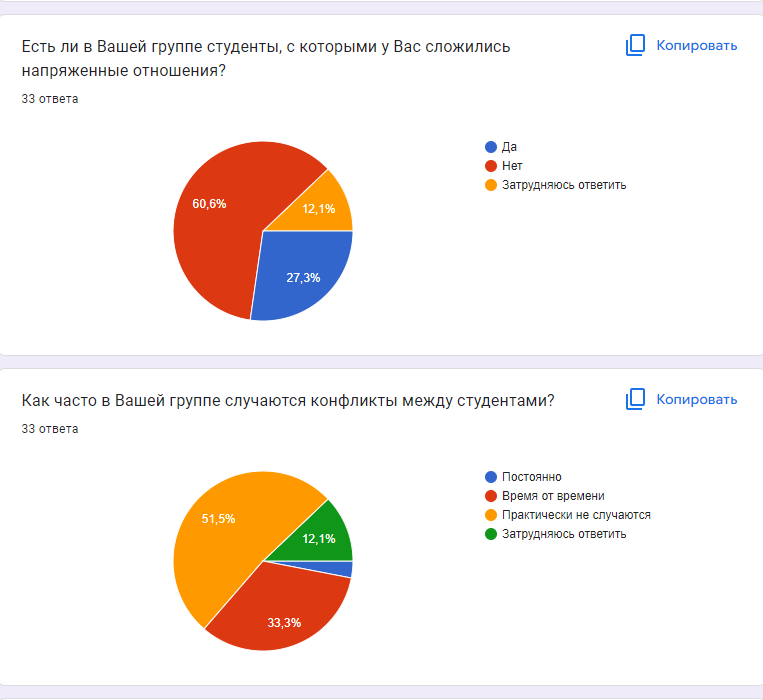 Есть ли в Вашей группе студенты, с которыми у Вас сложились
напряженные отношения?
Копировать
33 ответа
Да
Нет
Затрудняюсь ответить
60,6%
12,1%
27,3%
Как часто в Вашей группе случаются конфликты между студентами?
Копировать
33 ответа
Постоянно
Время от времени
Практически не случаются
Затрудняюсь ответить
51,5%
12,1%
33,3%